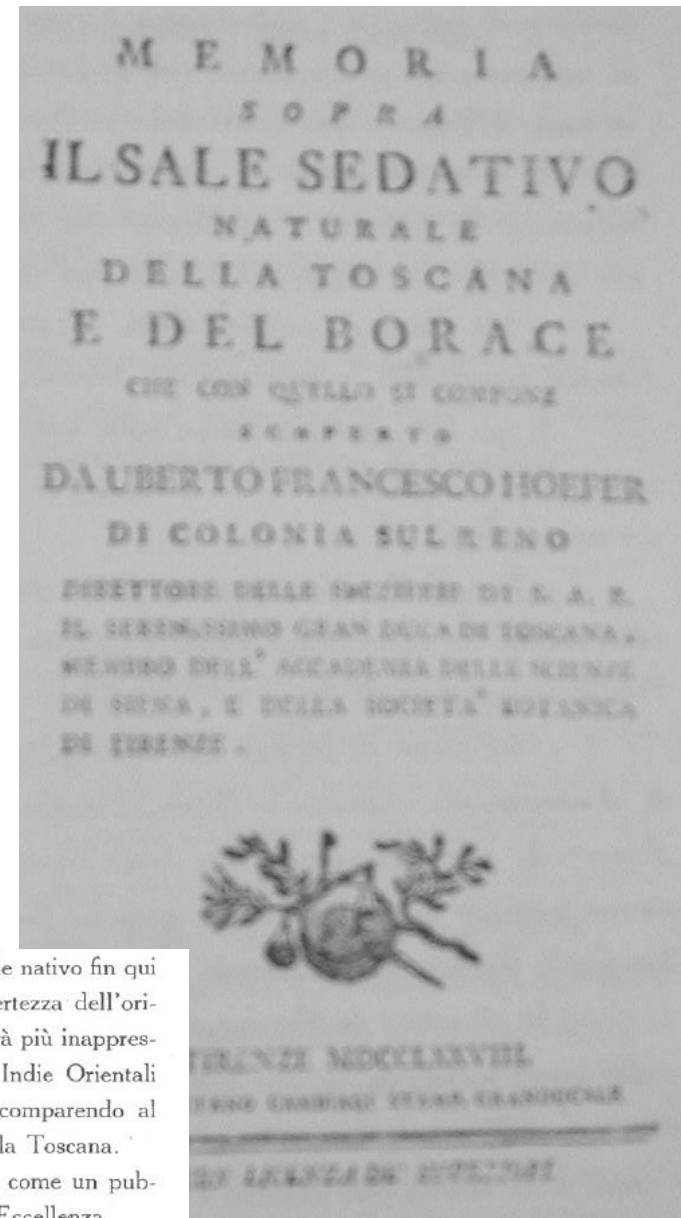 MEMORIA
SOPRA
IL SALE SEDATIVO
NATURALE
DELLA TOSCANA
E DEL BORACE
CHE CON QUELLO SI COMPONE
SCOPERTO
DA UBERTO FRANCESCO HOEFER
DI COLONIA SUL RENO
DIRETTORE DELLE SPEZIERIE DI S. A. R.
IL SERENISSIMO GRAN DUCA DI TOSCANA,
MEMBRO DELL' ACCADEMIA DELLE SCIENZE
DI SIENA, E DELLA SOCIETA' BOTANICA
DI FIRENZE.
e nativo fin qui
ertezza dell'ori-
à più inappres-
Indie Orientali
comparendo al
la Toscana.
come un pub-
Eccellenza
FIRENZE MDCCLXXVIII.